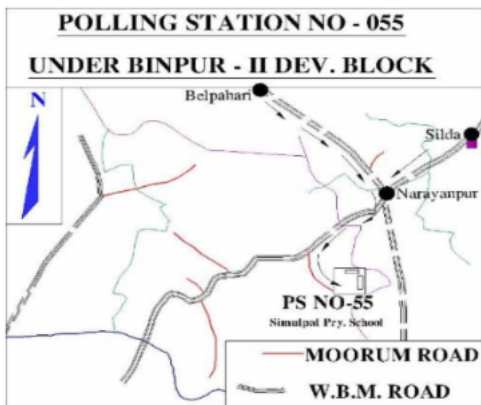 POLLING STATION NO - 055
UNDER BINPUR - II DEV. BLOCK
N
Belpahari
Silda
Narayanpur
PS NO-55
Simulpal Pry. School
MOORUM ROAD
W.B.M. ROAD